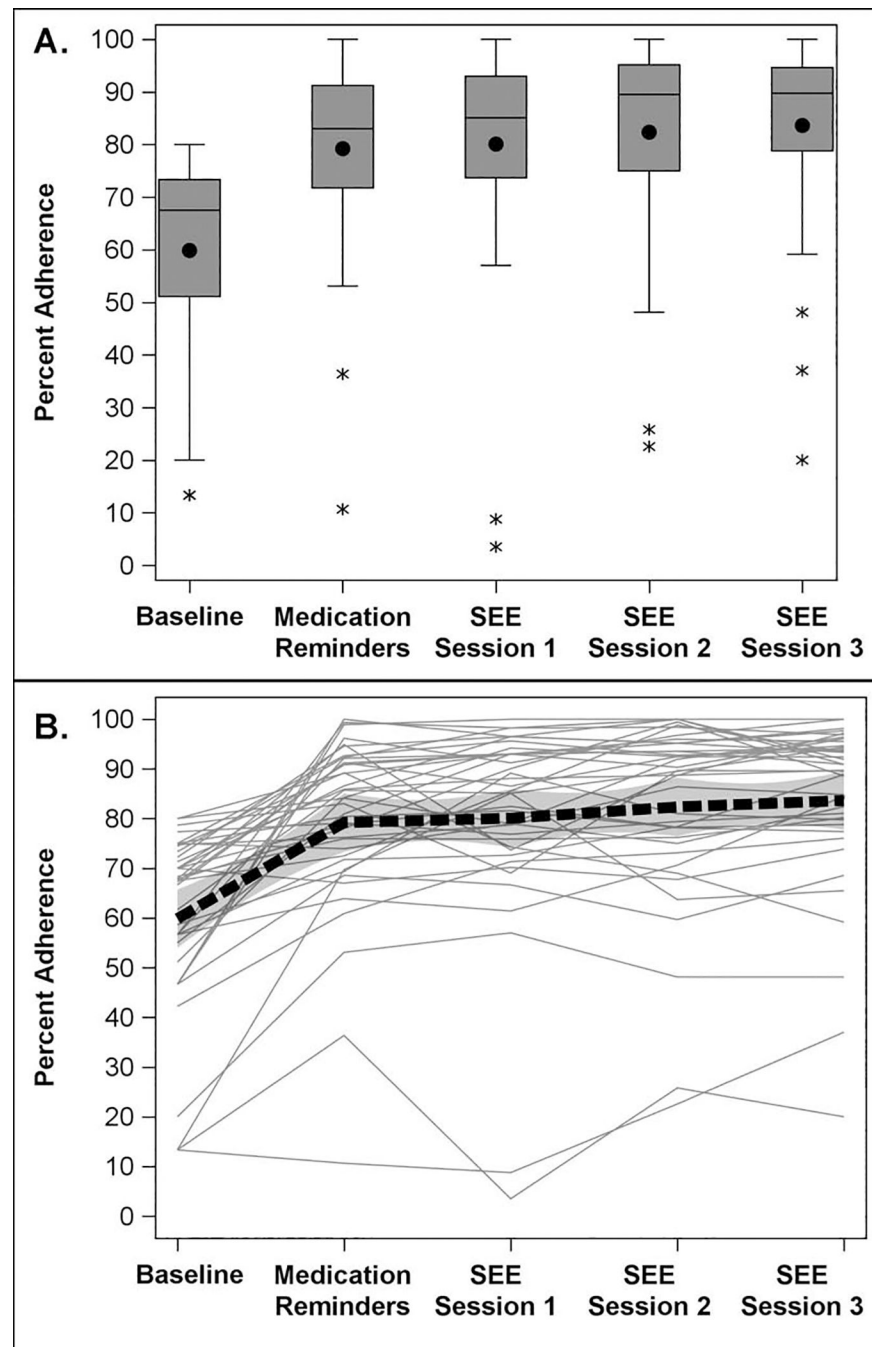 A.
Percent Adherence
100
90
80
70
60
50
40
30
20
10
0
Baseline
Medication
Reminders
SEE
Session 1
SEE
Session 2
SEE
Session 3
B.
Percent Adherence
100
90
80
70
60
50
40
30
20
10
0
Baseline
Medication
Reminders
SEE
Session 1
SEE
Session 2
SEE
Session 3